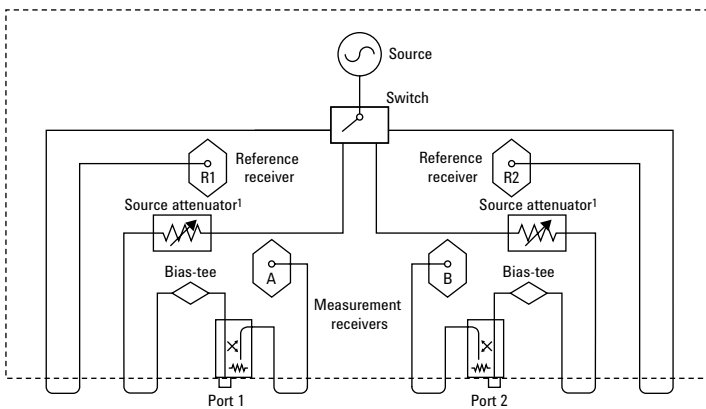 Source
Switch
R1
Reference
receiver
Reference
receiver
R2
Source attenuator¹
Source attenuator¹
Bias-tee
A
B
Bias-tee
Measurement
receivers
Port 1
Port 2